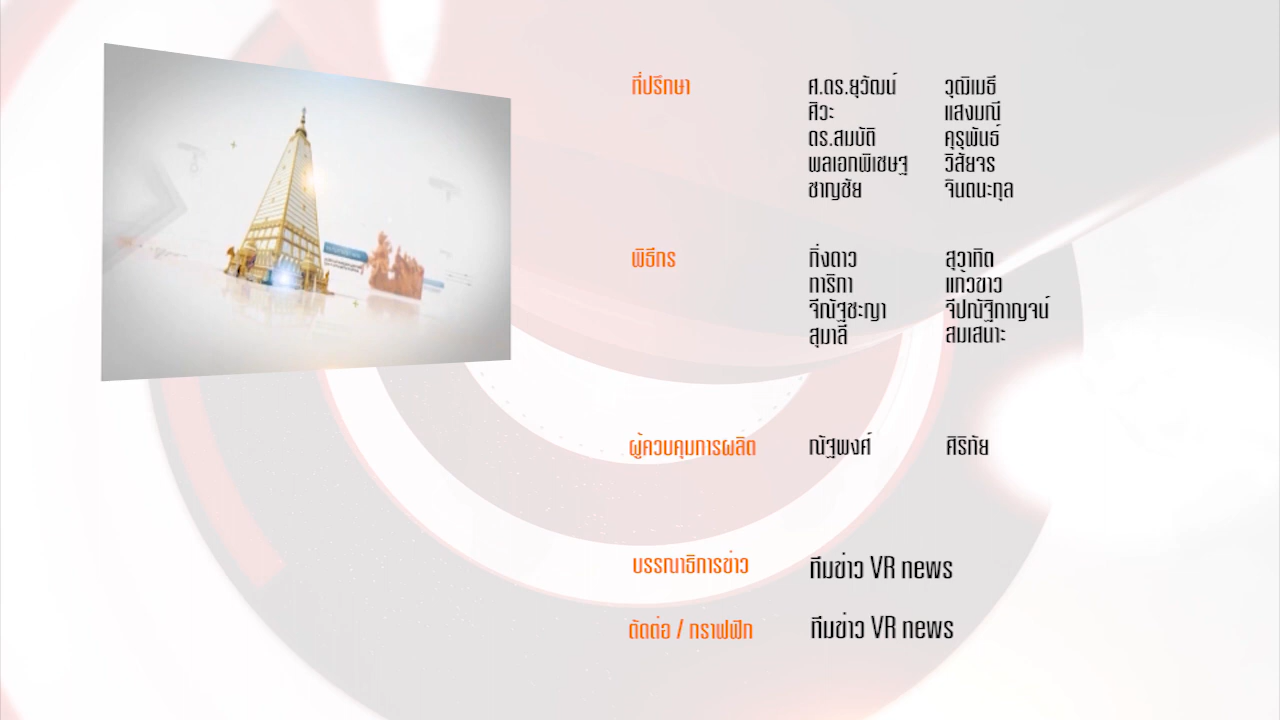 ที่ปรึกษา ศ.ดร.ยุวัฒน์ วุฒิเมธี
ศิวะ แสงมณี
ดร.สมบัติ คุรุพันธ์
พลเอกพิเชษฐ วิสัยจร
ชาญชัย จินตนะกุล
พิธีกร กิ่งดาว สุวาทิต
การิกา แก้วขาว
จีณัฐชะญา จีปณัฐิกาญจน์
สุมาลี สมเสนาะ
ผู้ควบคุมการผลิต ณัฐพงศ์ ศิริภัย
บรรณาธิการข่าว ทีมข่าว VR news
ตัดต่อ / กราฟฟิก ทีมข่าว VR news